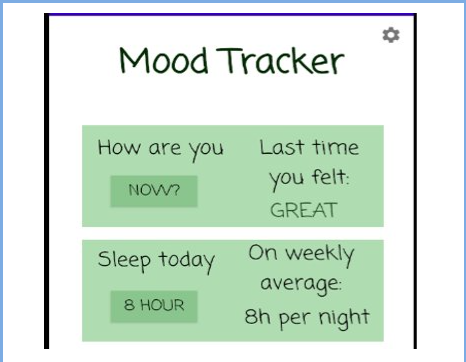 Mood Tracker
How are you
NOW?
Last time
you felt:
GREAT
Sleep today
8 HOUR
On weekly
average:
8h per night